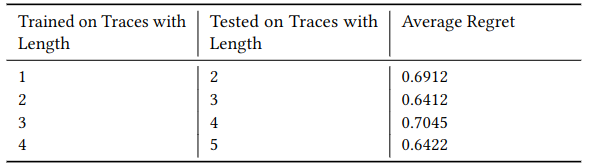 Trained on Traces with Length | Tested on Traces with Length | Average Regret
1 | 2 | 0.6912
2 | 3 | 0.6412
3 | 4 | 0.7045
4 | 5 | 0.6422